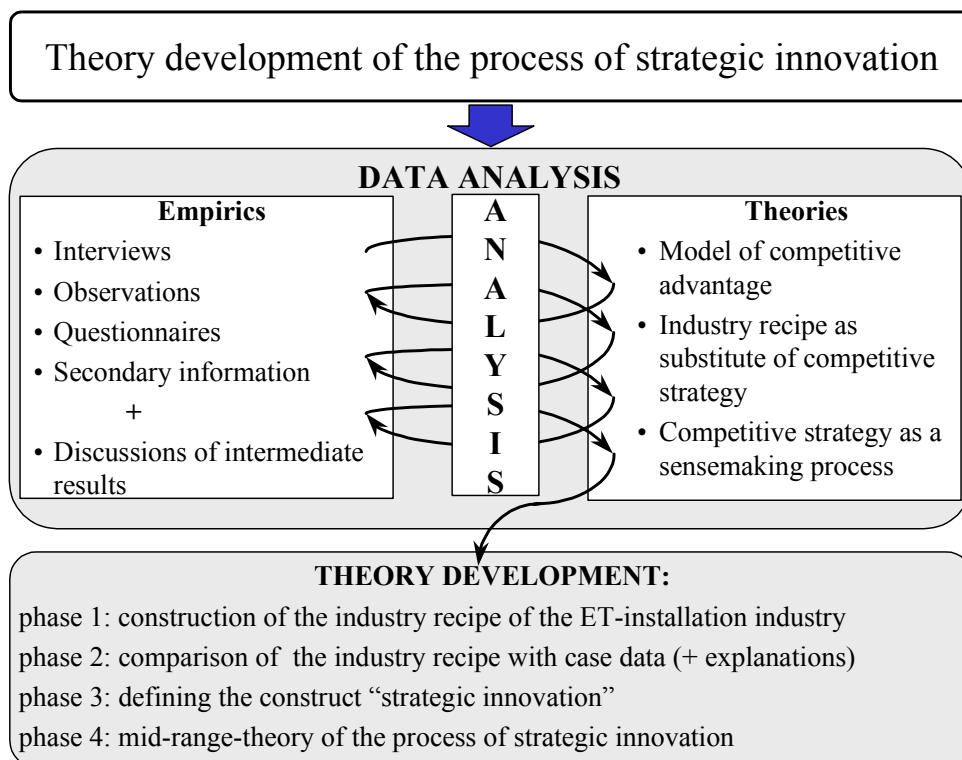 Theory development of the process of strategic innovation
DATA ANALYSIS
Empirics
• Interviews
• Observations
• Questionnaires
• Secondary information
+
• Discussions of intermediate
results
A
N
A
L
Y
S
I
S
Theories
• Model of competitive
advantage
• Industry recipe as
substitute of competitive
strategy
• Competitive strategy as a
sensemaking process
THEORY DEVELOPMENT:
phase 1: construction of the industry recipe of the ET-installation industry
phase 2: comparison of the industry recipe with case data (+ explanations)
phase 3: defining the construct “strategic innovation”
phase 4: mid-range-theory of the process of strategic innovation